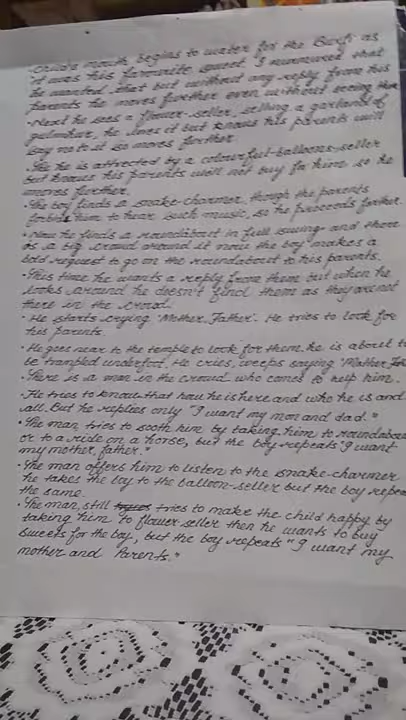 Child's mouth begins to water for the Burfi as
it was his favourite sweet. I murmured that
he wanted that but without any reply from his
parents he moves further even without seeing them
Next he sees a flower-seller, selling a garland of
gulmohur, he likes it but knows his parents will
say no to it so moves further
he is attracted by a colourful-balloons-seller
but knows his parents will not buy for him so he
moves further.
• The boy finds a snake-charmer, though the parents
forbids him to hear such music, so he proceeds further.
• Now he finds a roundabout in full swing and there
is a big crowd around it now the boy makes a
bold request to go on the roundabout to his parents.
• This time he wants a reply from them but when he
looks around he doesn't find them as they are not
there in the crowd.
• He starts crying 'Mother, Father'. He tries to look for
his parents.
• He goes near to the temple to look for them. he is about to
be trampled underfoot. He cries, weeps saying 'Mother Fath
• There is a man in the crowd who comes to help him.
• He tries to know that how he is here and who he is and
all. But he replies only "I want my mom and dad."
• The man tries to sooth him by taking him to roundabout
or to a ride on a horse, but the boy repeats "I want
my mother, father."
• The man offers him to listen to the snake-charmer
he takes the boy to the balloon-seller but the boy repea
the same.
• The man, still tries to make the child happy by
taking him to flower-seller then he wants to buy
sweets for the boy, but the boy repeats "I want my
mother and Parents."